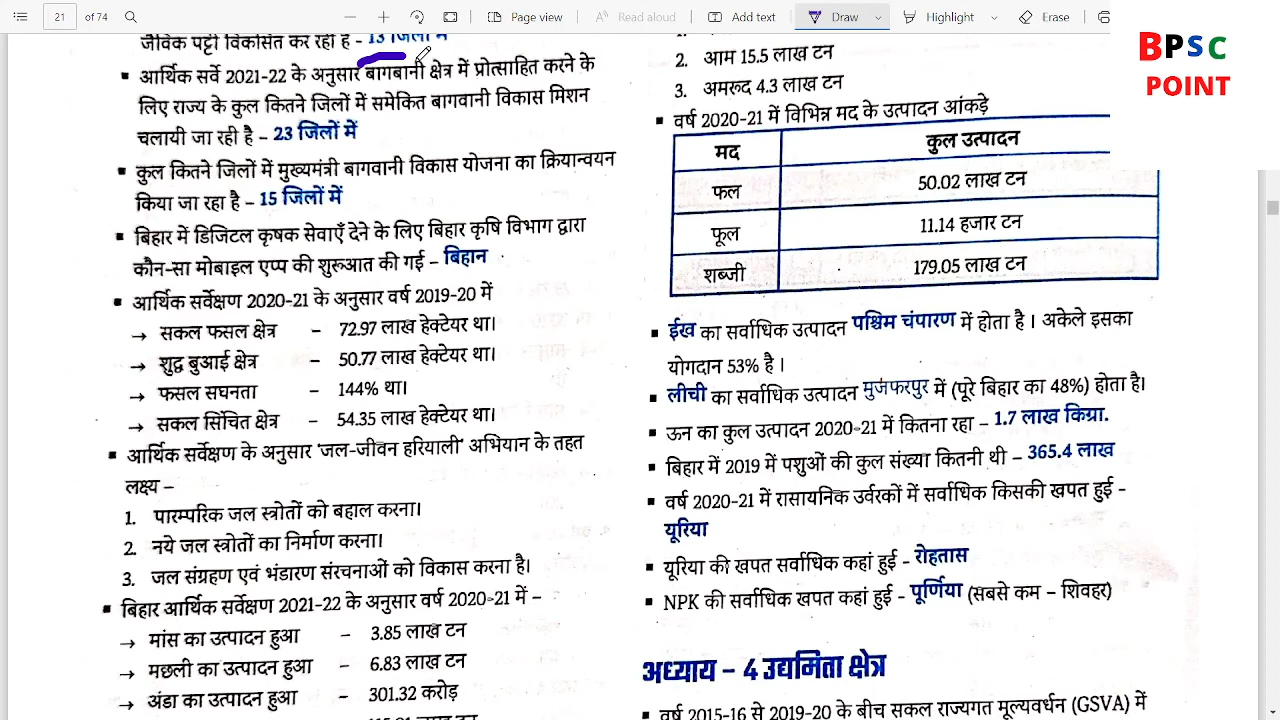 21 of 74
Page view
Read aloud
Add text
Draw
Highlight
Erase
BPSC
POINT
जैविक पट्टी विकसित कर रही है - 13 जिलों में
▪ आर्थिक सर्वे 2021-22 के अनुसार बागबानी क्षेत्र में प्रोत्साहित करने के
लिए राज्य के कुल कितने जिलों में समेकित बागवानी विकास मिशन
चलायी जा रही है – 23 जिलों में
▪ कुल कितने जिलों में मुख्यमंत्री बागवानी विकास योजना का क्रियान्वयन
किया जा रहा है – 15 जिलों में
▪ बिहार में डिजिटल कृषक सेवाएँ देने के लिए बिहार कृषि विभाग द्वारा
कौन-सा मोबाइल एप्प की शुरूआत की गई – बिहान
▪ आर्थिक सर्वेक्षण 2020-21 के अनुसार वर्ष 2019-20 में
→ सकल फसल क्षेत्र – 72.97 लाख हेक्टेयर था।
→ शुद्ध बुआई क्षेत्र – 50.77 लाख हेक्टेयर था।
→ फसल सघनता – 144% था।
→ सकल सिंचित क्षेत्र – 54.35 लाख हेक्टेयर था।
▪ आर्थिक सर्वेक्षण के अनुसार 'जल-जीवन हरियाली' अभियान के तहत
लक्ष्य –
1. पारम्परिक जल स्त्रोतों को बहाल करना।
2. नये जल स्त्रोतों का निर्माण करना।
3. जल संग्रहण एवं भंडारण संरचनाओं को विकास करना है।
▪ बिहार आर्थिक सर्वेक्षण 2021-22 के अनुसार वर्ष 2020-21 में –
→ मांस का उत्पादन हुआ – 3.85 लाख टन
→ मछली का उत्पादन हुआ – 6.83 लाख टन
→ अंडा का उत्पादन हुआ – 301.32 करोड़
2. आम 15.5 लाख टन
3. अमरूद 4.3 लाख टन
▪ वर्ष 2020-21 में विभिन्न मद के उत्पादन आंकड़े
मद कुल उत्पादन
फल 50.02 लाख टन
फूल 11.14 हजार टन
शब्जी 179.05 लाख टन
▪ ईख का सर्वाधिक उत्पादन पश्चिम चंपारण में होता है। अकेले इसका
योगदान 53% है।
▪ लीची का सर्वाधिक उत्पादन मुजफरपुर में (पूरे बिहार का 48%) होता है।
▪ ऊन का कुल उत्पादन 2020-21 में कितना रहा – 1.7 लाख किग्रा.
▪ बिहार में 2019 में पशुओं की कुल संख्या कितनी थी – 365.4 लाख
▪ वर्ष 2020-21 में रासायनिक उर्वरकों में सर्वाधिक किसकी खपत हुई -
यूरिया
▪ यूरिया की खपत सर्वाधिक कहां हुई – रोहतास
▪ NPK की सर्वाधिक खपत कहां हुई - पूर्णिया (सबसे कम – शिवहर)
अध्याय – 4 उद्यमिता क्षेत्र
▪ वर्ष 2015-16 से 2019-20 के बीच सकल राज्यगत मूल्यवर्धन (GSVA) में